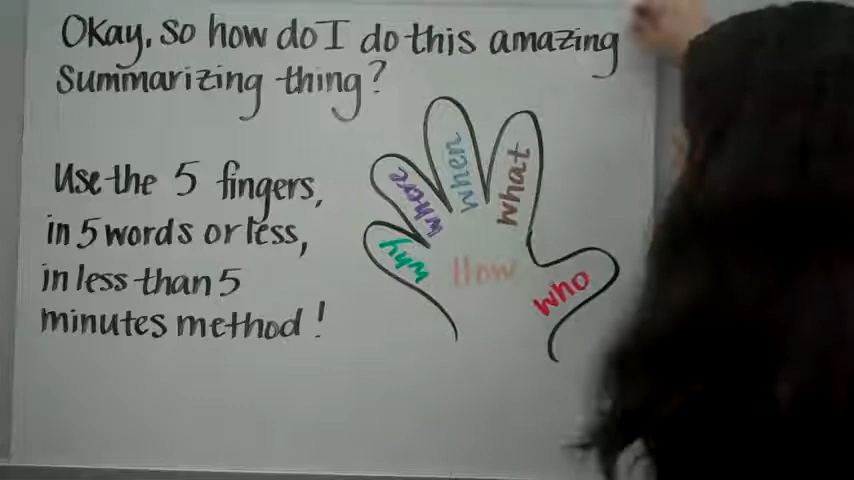 Okay, so how do I do this amazing
summarizing thing?
Use the 5 fingers,
in 5 words or less,
in less than 5
minutes method!
why
where
when
what
who
How